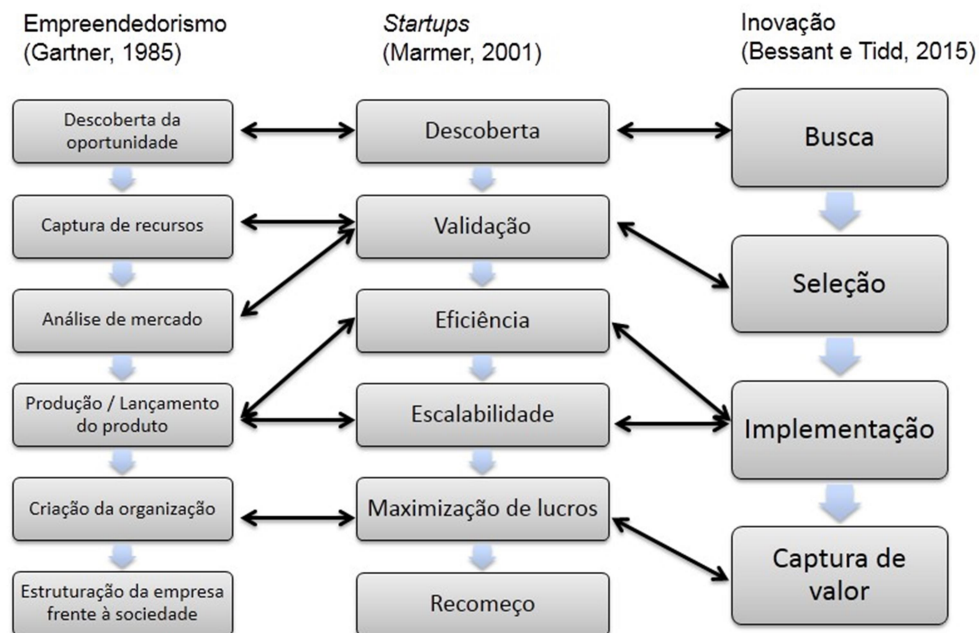 Empreendedorismo
(Gartner, 1985)
Descoberta da
oportunidade
Captura de recursos
Análise de mercado
Produção / Lançamento
do produto
Criação da organização
Estruturação da empresa
frente à sociedade
Startups
(Marmer, 2001)
Descoberta
Validação
Eficiência
Escalabilidade
Maximização de lucros
Recomeço
Inovação
(Bessant e Tidd, 2015)
Busca
Seleção
Implementação
Captura de
valor